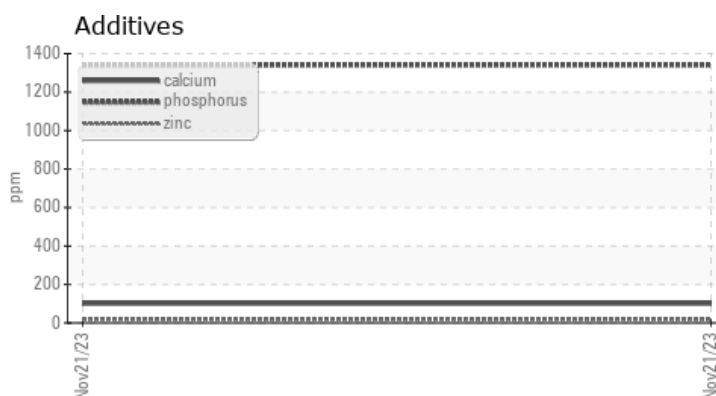 Additives
1400
1200
1000
800
600
400
200
0
ppm
calcium
phosphorus
zinc
Nov21/23
Nov21/23